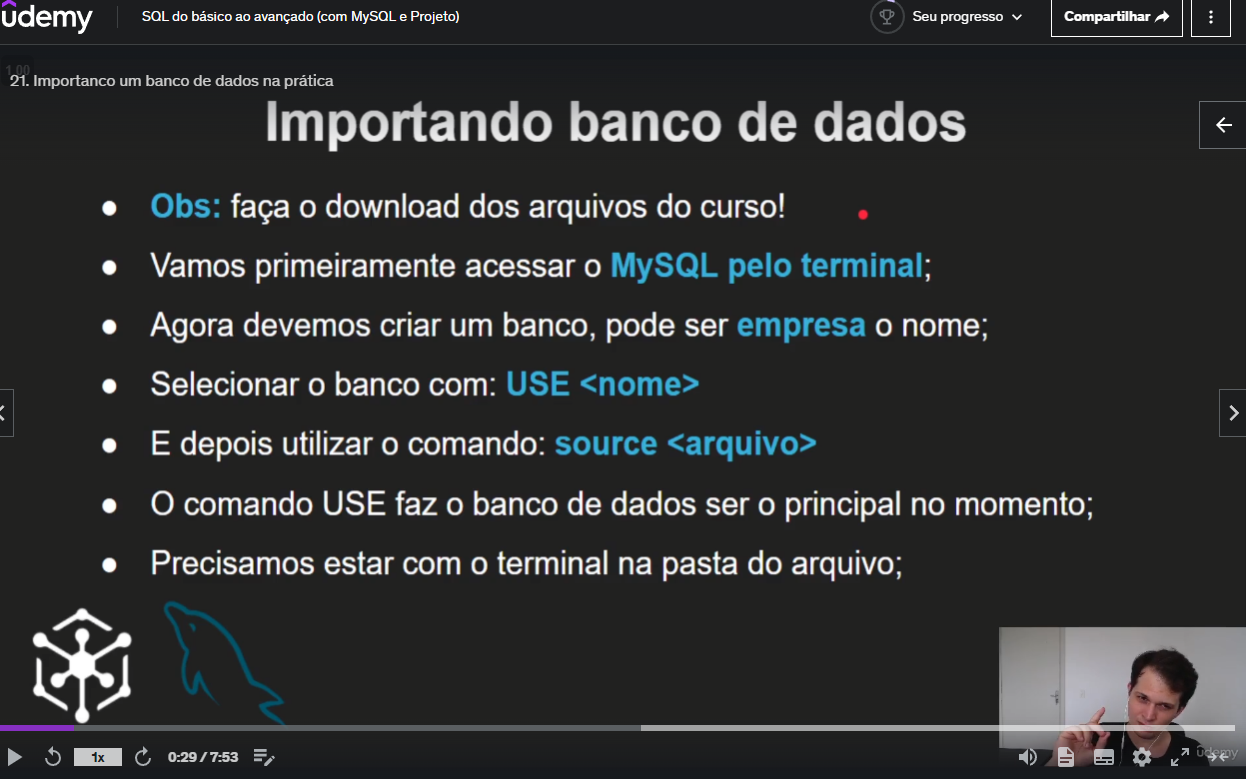 udemy
SQL do básico ao avançado (com MySQL e Projeto)
Seu progresso
Compartilhar
1.00
21. Importanco um banco de dados na prática
Importando banco de dados
Obs: faça o download dos arquivos do curso!
Vamos primeiramente acessar o MySQL pelo terminal;
Agora devemos criar um banco, pode ser empresa o nome;
Selecionar o banco com: USE <nome>
E depois utilizar o comando: source <arquivo>
O comando USE faz o banco de dados ser o principal no momento;
Precisamos estar com o terminal na pasta do arquivo;
1x
0:29 / 7:53
udemy